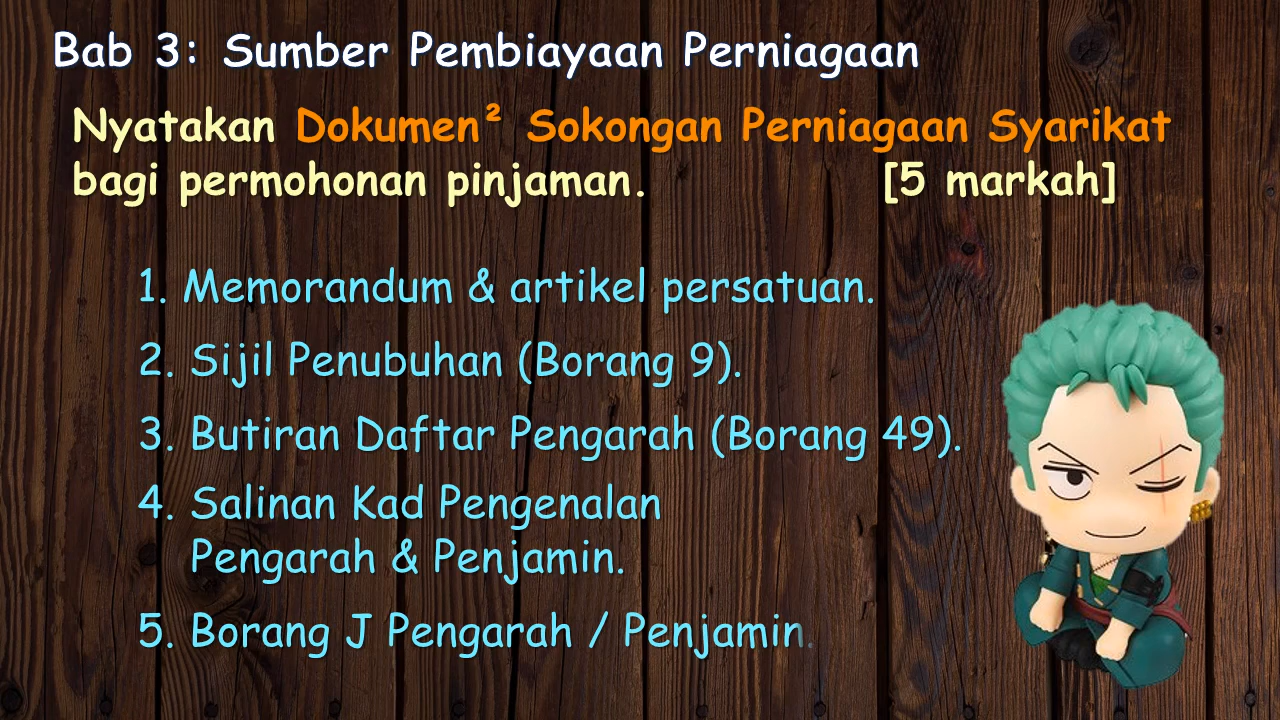 Bab 3: Sumber Pembiayaan Perniagaan
Nyatakan Dokumen² Sokongan Perniagaan Syarikat
bagi permohonan pinjaman. [5 markah]
1. Memorandum & artikel persatuan.
2. Sijil Penubuhan (Borang 9).
3. Butiran Daftar Pengarah (Borang 49).
4. Salinan Kad Pengenalan
Pengarah & Penjamin.
5. Borang J Pengarah / Penjamin.